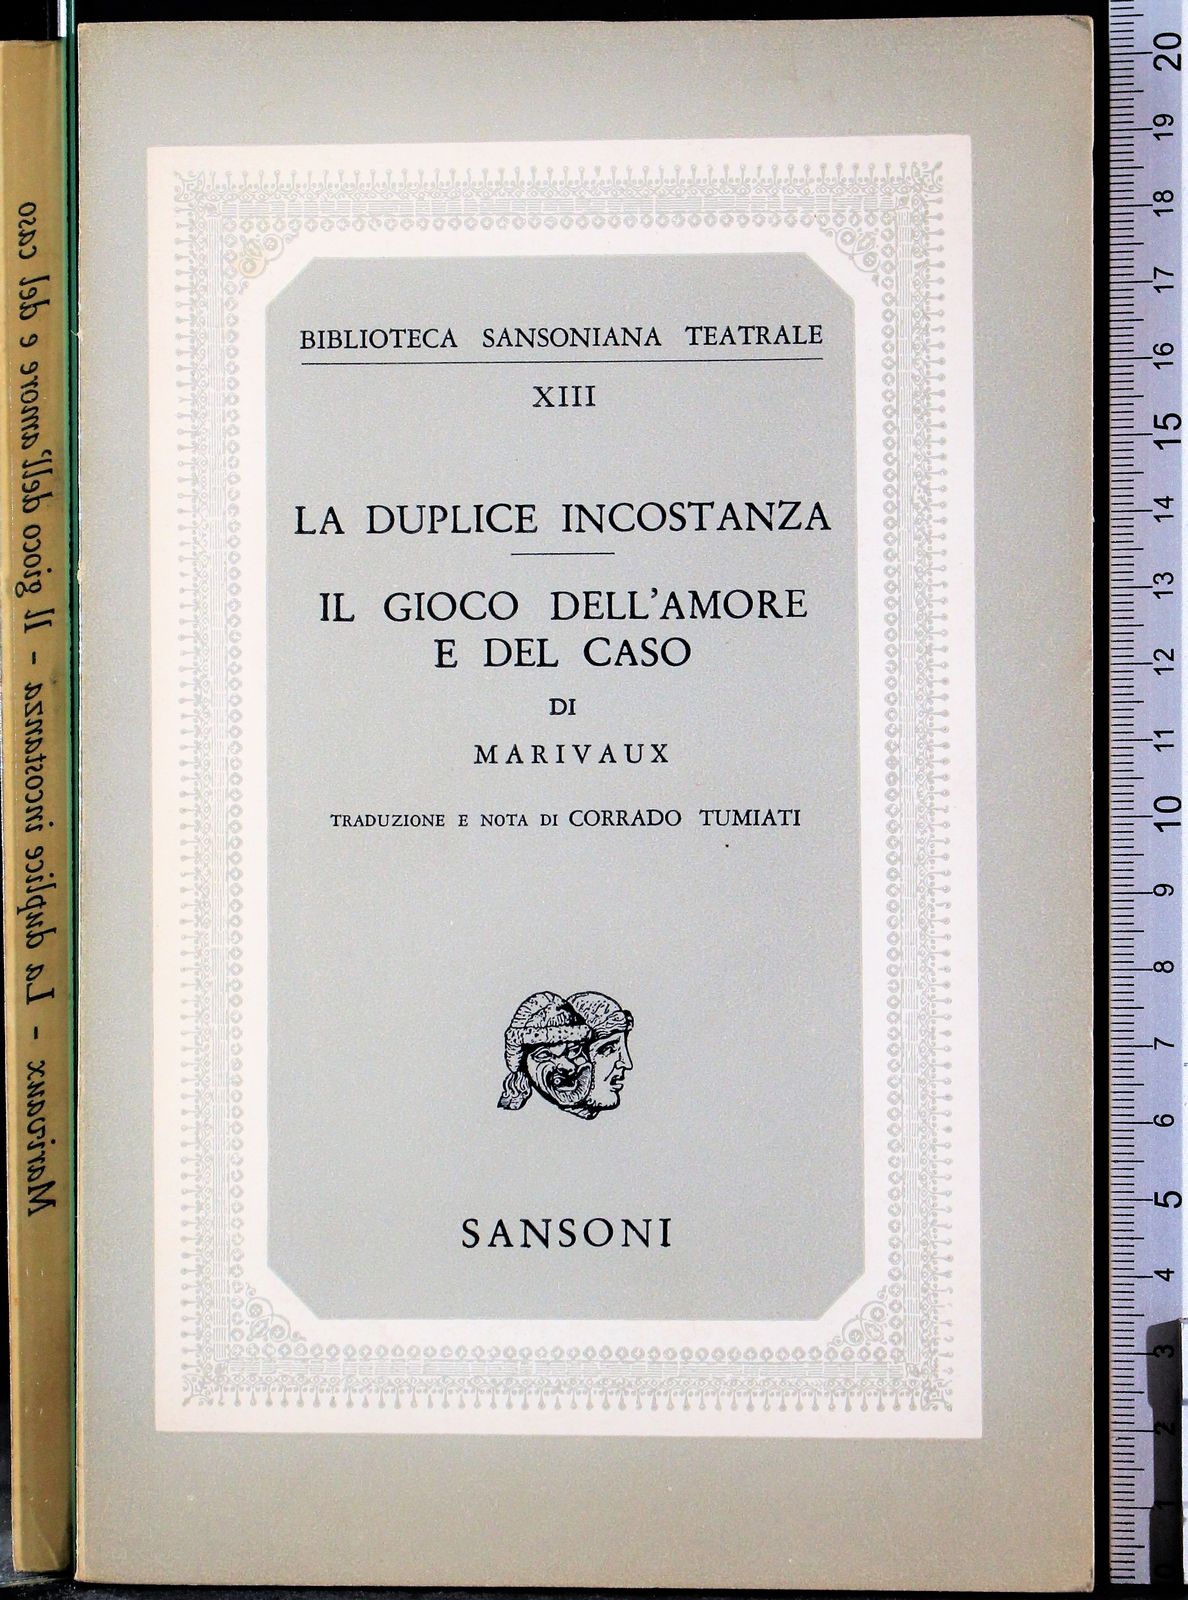 BIBLIOTECA SANSONIANA TEATRALE
XIII
LA DUPLICE INCOSTANZA
IL GIOCO DELL'AMORE
E DEL CASO
DI
MARIVAUX
TRADUZIONE E NOTA DI CORRADO TUMIATI
SANSONI
Marivaux - La duplice incostanza - Il gioco dell'amore e del caso
20
19
18
17
16
15
14
13
12
11
10
9
8
7
6
5
4
3
2
1
0